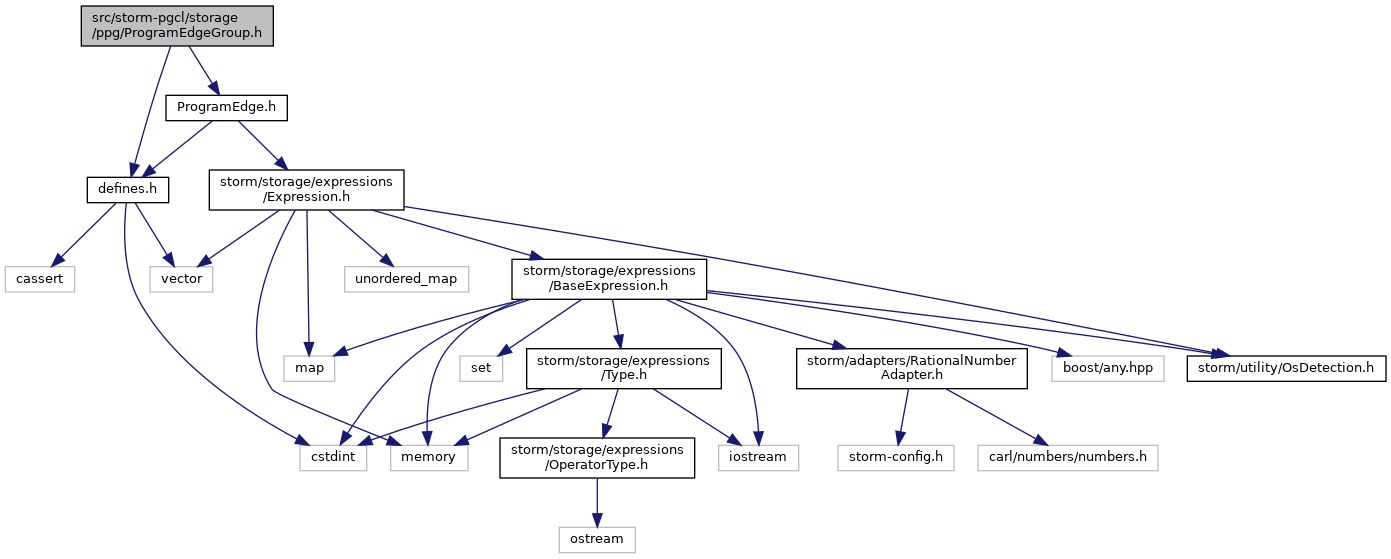 src/storm-pgcl/storage
/ppg/ProgramEdgeGroup.h
ProgramEdge.h
defines.h
storm/storage/expressions
/Expression.h
cassert
vector
unordered_map
storm/storage/expressions
/BaseExpression.h
map
set
storm/storage/expressions
/Type.h
storm/adapters/RationalNumber
Adapter.h
boost/any.hpp
storm/utility/OsDetection.h
cstdint
memory
storm/storage/expressions
/OperatorType.h
iostream
storm-config.h
carl/numbers/numbers.h
ostream